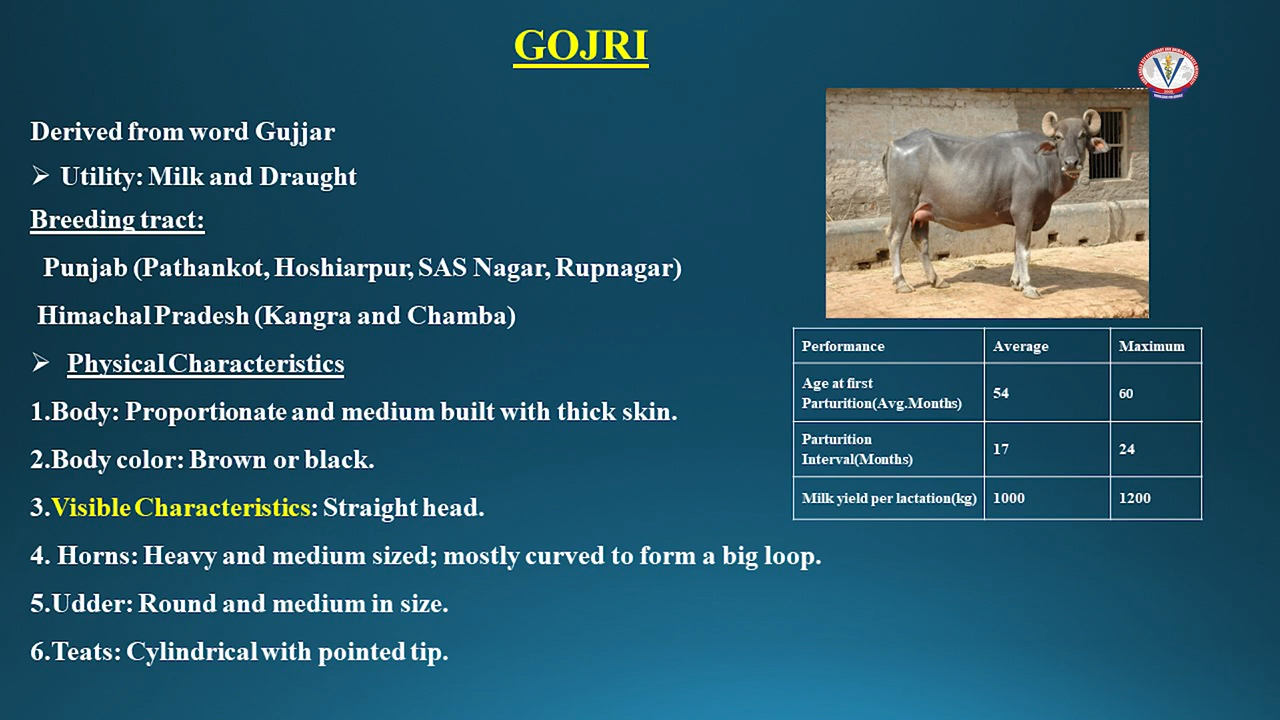 GOJRI
Derived from word Gujjar
➢ Utility: Milk and Draught
Breeding tract:
Punjab (Pathankot, Hoshiarpur, SAS Nagar, Rupnagar)
Himachal Pradesh (Kangra and Chamba)
➢ Physical Characteristics
1.Body: Proportionate and medium built with thick skin.
2.Body color: Brown or black.
3.Visible Characteristics: Straight head.
4. Horns: Heavy and medium sized; mostly curved to form a big loop.
5.Udder: Round and medium in size.
6.Teats: Cylindrical with pointed tip.
Performance Average Maximum
Age at first
Parturition(Avg.Months) 54 60
Parturition
Interval(Months) 17 24
Milk yield per lactation(kg) 1000 1200